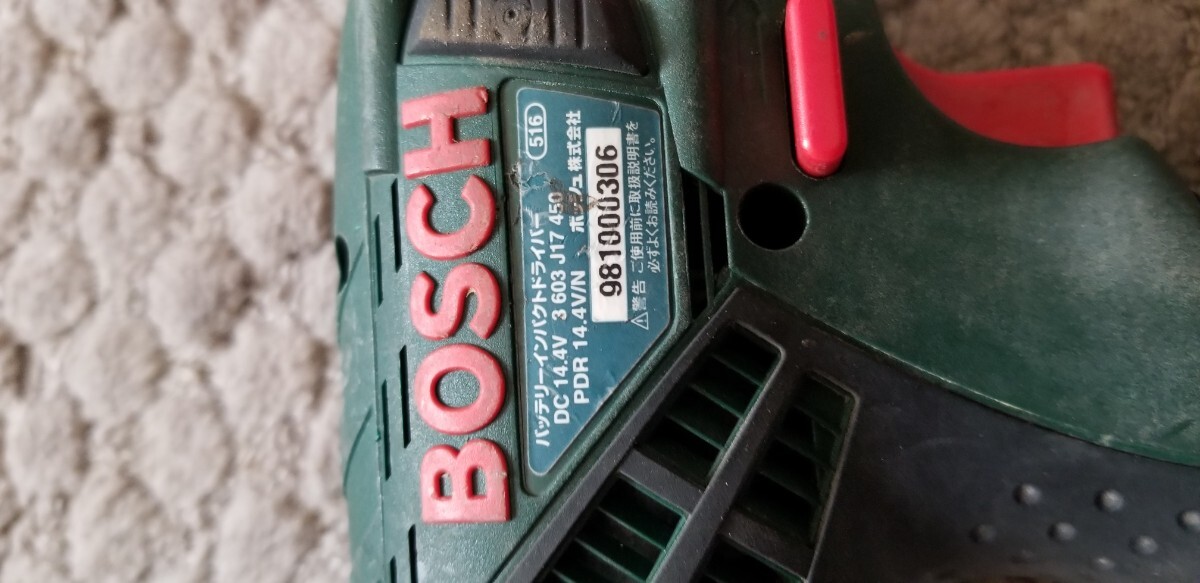 BOSCH
516
バッテリーインパクトドライバー
DC 14.4V 3 603 J17 450
PDR 14.4V/N ボッシュ株式会社
981000306
⚠警告 ご使用前に取扱説明書を
必ずよくお読みください。